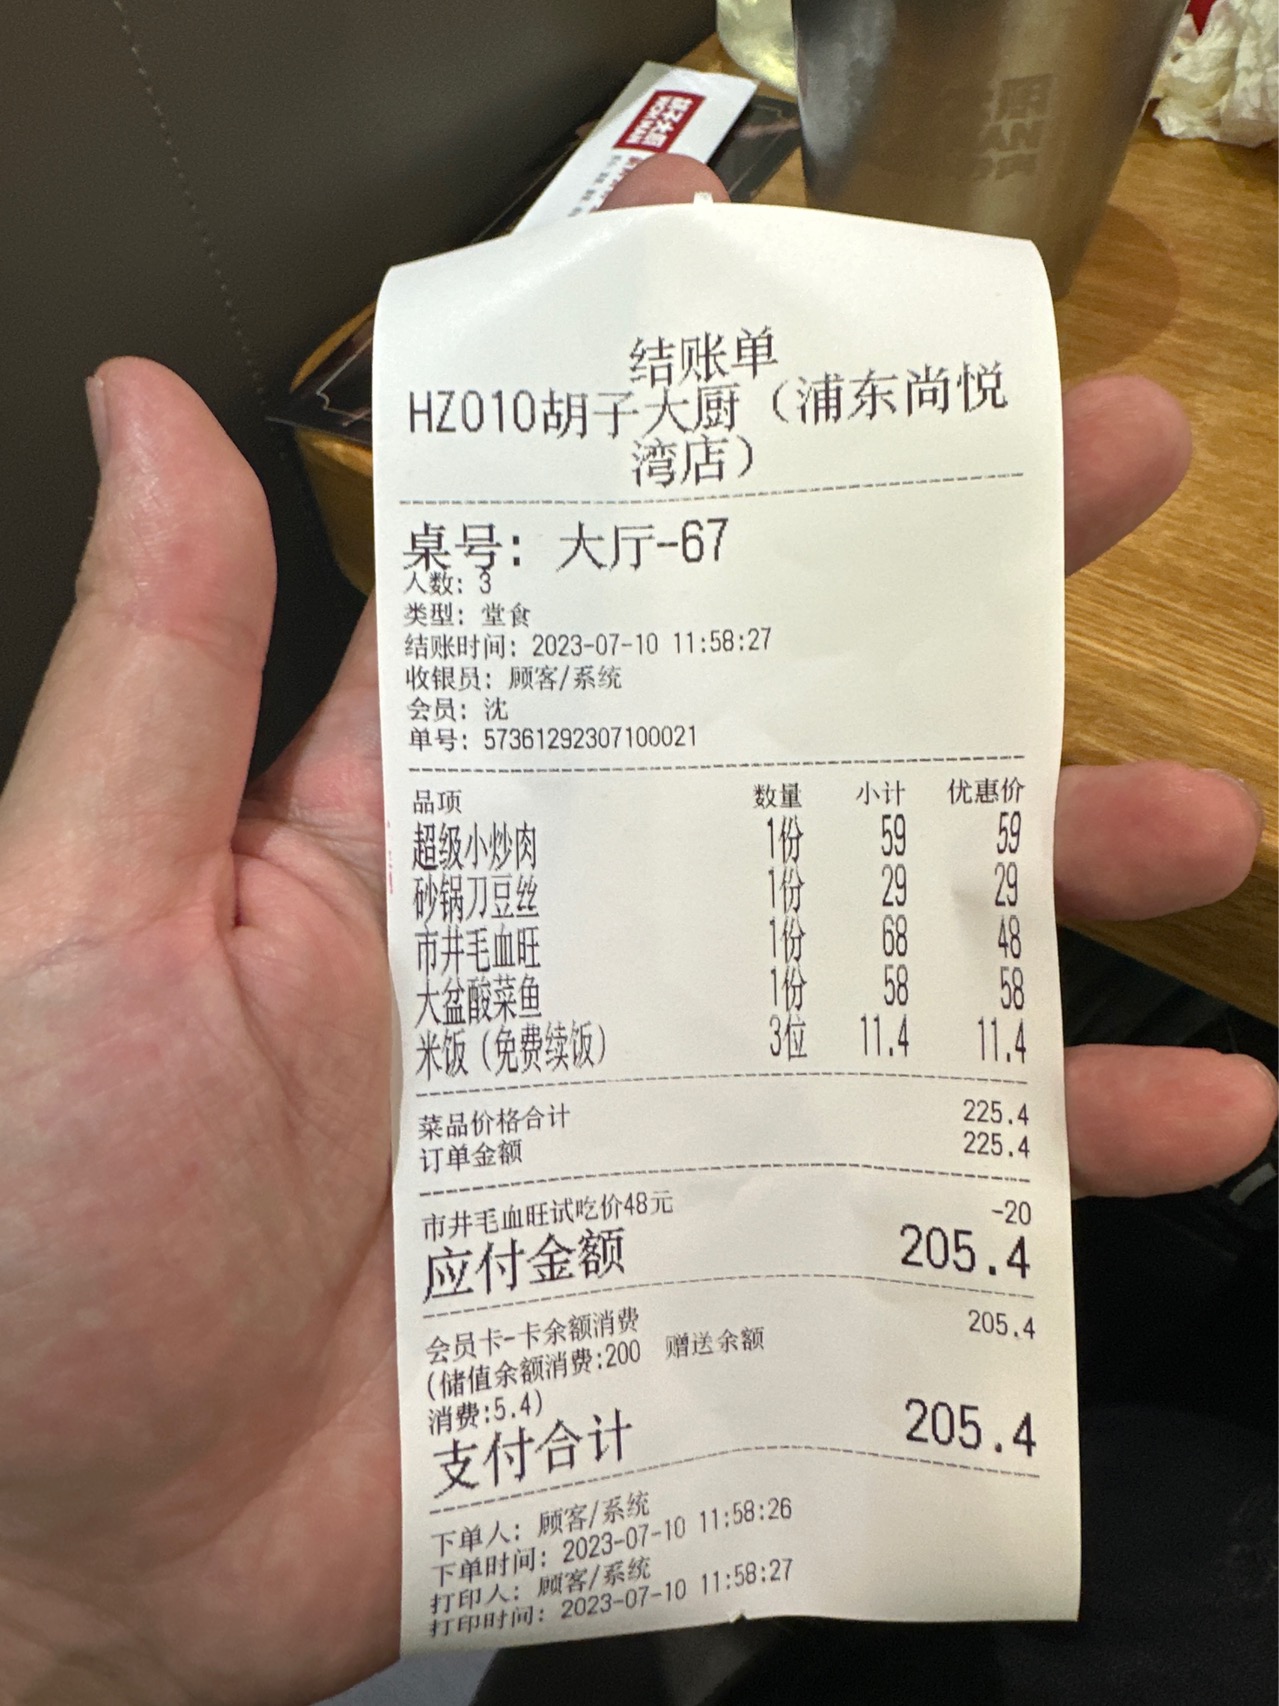 胡子大厨
结账单
HZ010胡子大厨（浦东尚悦
湾店）
桌号： 大厅-67
人数: 3
类型: 堂食
结账时间: 2023-07-10 11:58:27
收银员: 顾客/系统
会员: 沈
单号: 57361292307100021
品项 数量 小计 优惠价
超级小炒肉 1份 59 59
砂锅刀豆丝 1份 29 29
市井毛血旺 1份 68 48
大盆酸菜鱼 1份 58 58
米饭（免费续饭） 3位 11.4 11.4
菜品价格合计 225.4
订单金额 225.4
市井毛血旺试吃价48元 -20
应付金额 205.4
会员卡-卡余额消费 205.4
(储值余额消费:200 赠送余额
消费:5.4)
支付合计 205.4
下单人: 顾客/系统
下单时间: 2023-07-10 11:58:26
打印人: 顾客/系统
打印时间: 2023-07-10 11:58:27